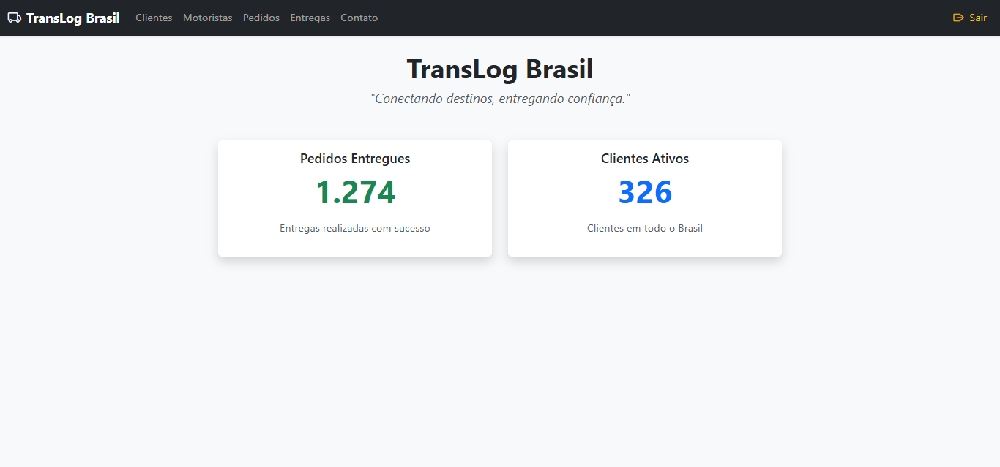 TransLog Brasil Clientes Motoristas Pedidos Entregas Contato Sair
TransLog Brasil
"Conectando destinos, entregando confiança."
Pedidos Entregues
1.274
Entregas realizadas com sucesso
Clientes Ativos
326
Clientes em todo o Brasil